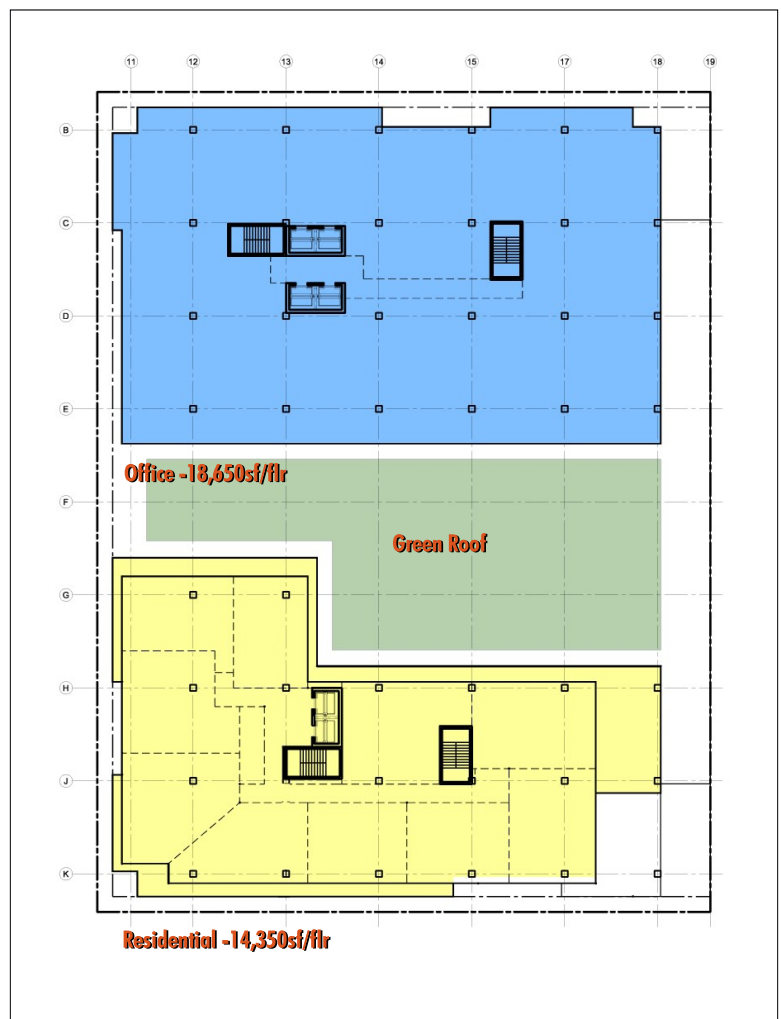 11 12 13 14 15 17 18 19
B
C
D
E
Office -18,650sf/flr
F
Green Roof
G
H
J
K
Residential -14,350sf/flr